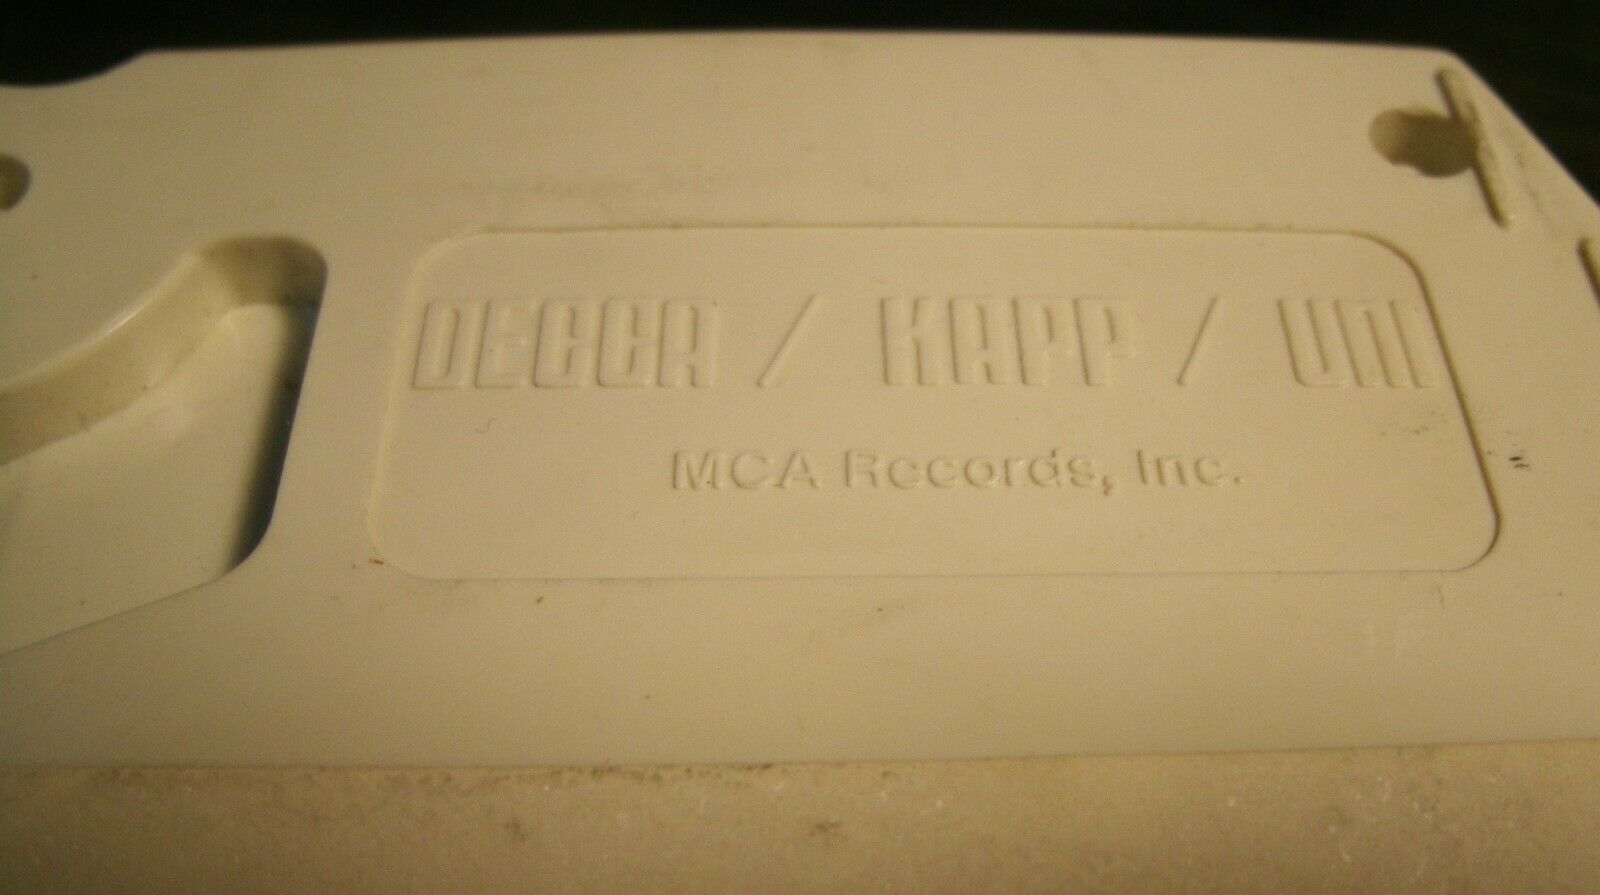 DECCA / KAPP / UNI
MCA Records, Inc.